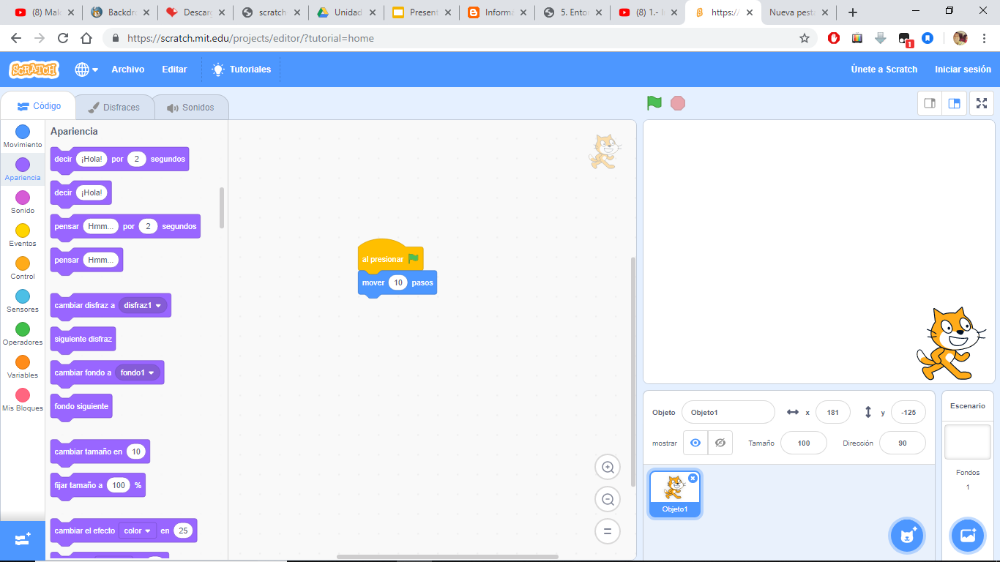 (8) Mak
Backdro
Descar
scratch
Unidad
Present
Informa
5. Ento
(8) 1.-
https://
Nueva pest
https://scratch.mit.edu/projects/editor/?tutorial=home
1
SCRATCH
Archivo
Editar
Tutoriales
Únete a Scratch
Iniciar sesión
Código
Disfraces
Sonidos
Movimiento
Apariencia
Sonido
Eventos
Control
Sensores
Operadores
Variables
Mis Bloques
Apariencia
decir ¡Hola! por 2 segundos
decir ¡Hola!
pensar Hmm... por 2 segundos
pensar Hmm...
cambiar disfraz a disfraz1
siguiente disfraz
cambiar fondo a fondo1
fondo siguiente
cambiar tamaño en 10
fijar tamaño a 100 %
cambiar el efecto color en 25
al presionar
mover 10 pasos
Objeto Objeto1 x 181 y -125
mostrar Tamaño 100 Dirección 90
Objeto1
Escenario
Fondos
1